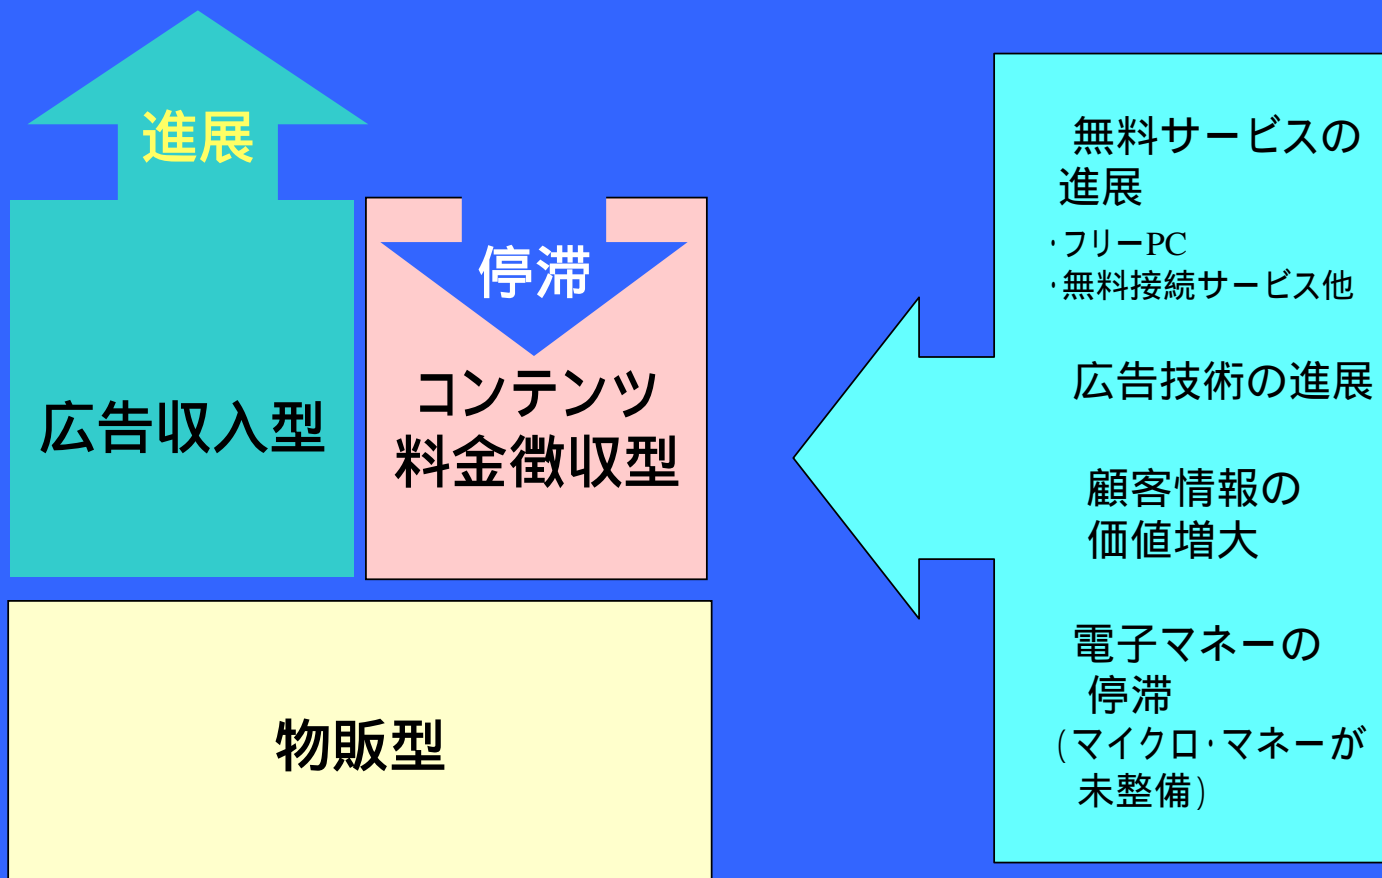 進展
停滞
広告収入型
コンテンツ
料金徴収型
物販型
無料サービスの
進展
・フリーPC
・無料接続サービス他
広告技術の進展
顧客情報の
価値増大
電子マネーの
停滞
(マイクロ・マネーが
未整備)